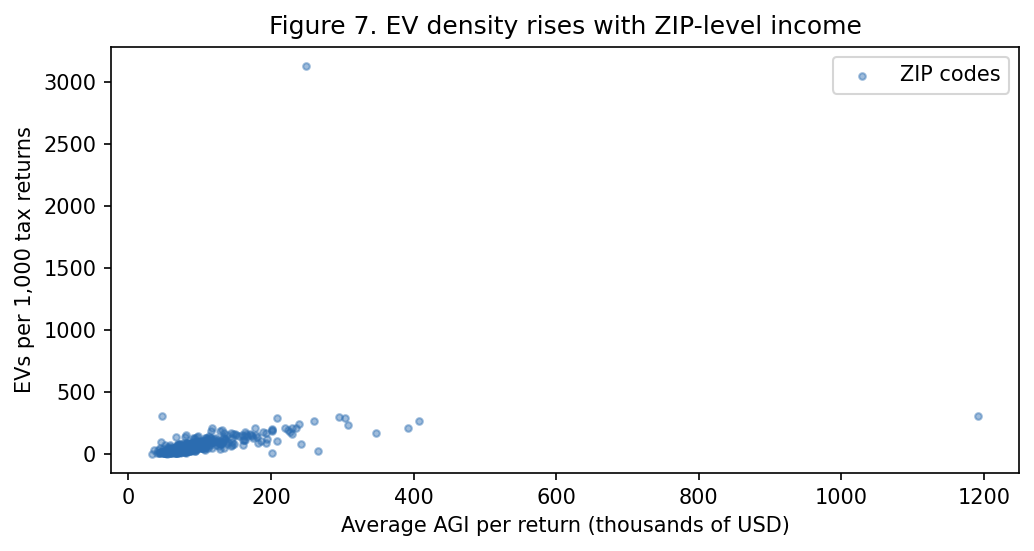 Figure 7. EV density rises with ZIP-level income
ZIP codes
EVs per 1,000 tax returns
3000
2500
2000
1500
1000
500
0
0 200 400 600 800 1000 1200
Average AGI per return (thousands of USD)